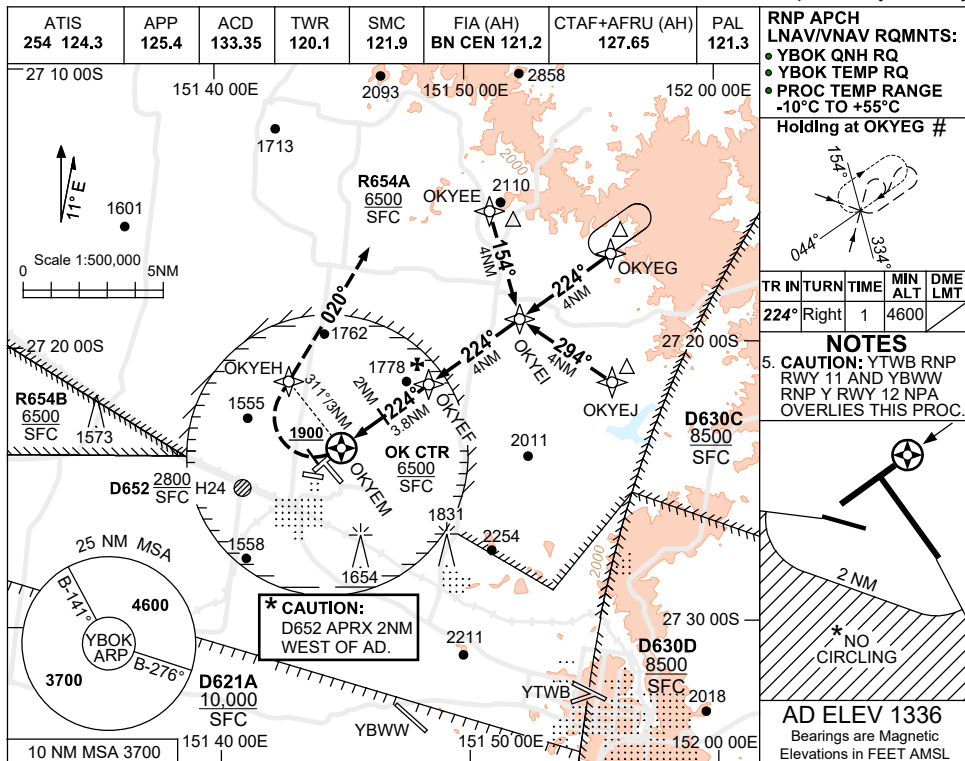 ATIS
254 124.3
APP
125.4
ACD
133.35
TWR
120.1
SMC
121.9
FIA (AH)
BN CEN 121.2
CTAF+AFRU (AH)
127.65
PAL
121.3
RNP APCH
LNAV/VNAV RQMNTS:
YBOK QNH RQ
YBOK TEMP RQ
PROC TEMP RANGE
-10°C TO +55°C
Holding at OKYEG #
154°
044°
334°
TR IN TURN TIME MIN ALT DME LMT
224° Right 1 4600
NOTES
5. CAUTION: YTWB RNP
RWY 11 AND YBWW
RNP Y RWY 12 NPA
OVERLIES THIS PROC.
2 NM
*NO
CIRCLING
AD ELEV 1336
Bearings are Magnetic
Elevations in FEET AMSL
27 10 00S
151 40 00E
2093
151 50 00E
2858
152 00 00E
1713
2000
11° E
1601
R654A
6500
SFC
OKYEE
2110
154°
4NM
OKYEG
224°
4NM
Scale 1:500,000
0 5NM
020°
1762
27 20 00S
27 20 00S
OKYEI
224°
4NM
294°
4NM
OKYEJ
OKYEH
1778
OKYEF
311°/3NM
2NM
224°
3.8NM
R654B
6500
SFC
1573
1555
1900
OKYEM
OK CTR
6500
SFC
2011
D630C
8500
SFC
D652 2800 H24
SFC
1831
1558
1654
2254
2000
25 NM MSA
B-141°
4600
YBOK
ARP
B-276°
3700
10 NM MSA 3700
* CAUTION:
D652 APRX 2NM
WEST OF AD.
27 30 00S
2211
D630D
8500
SFC
D621A
10,000
SFC
YTWB
2018
YBWW
151 40 00E
151 50 00E
152 00 00E